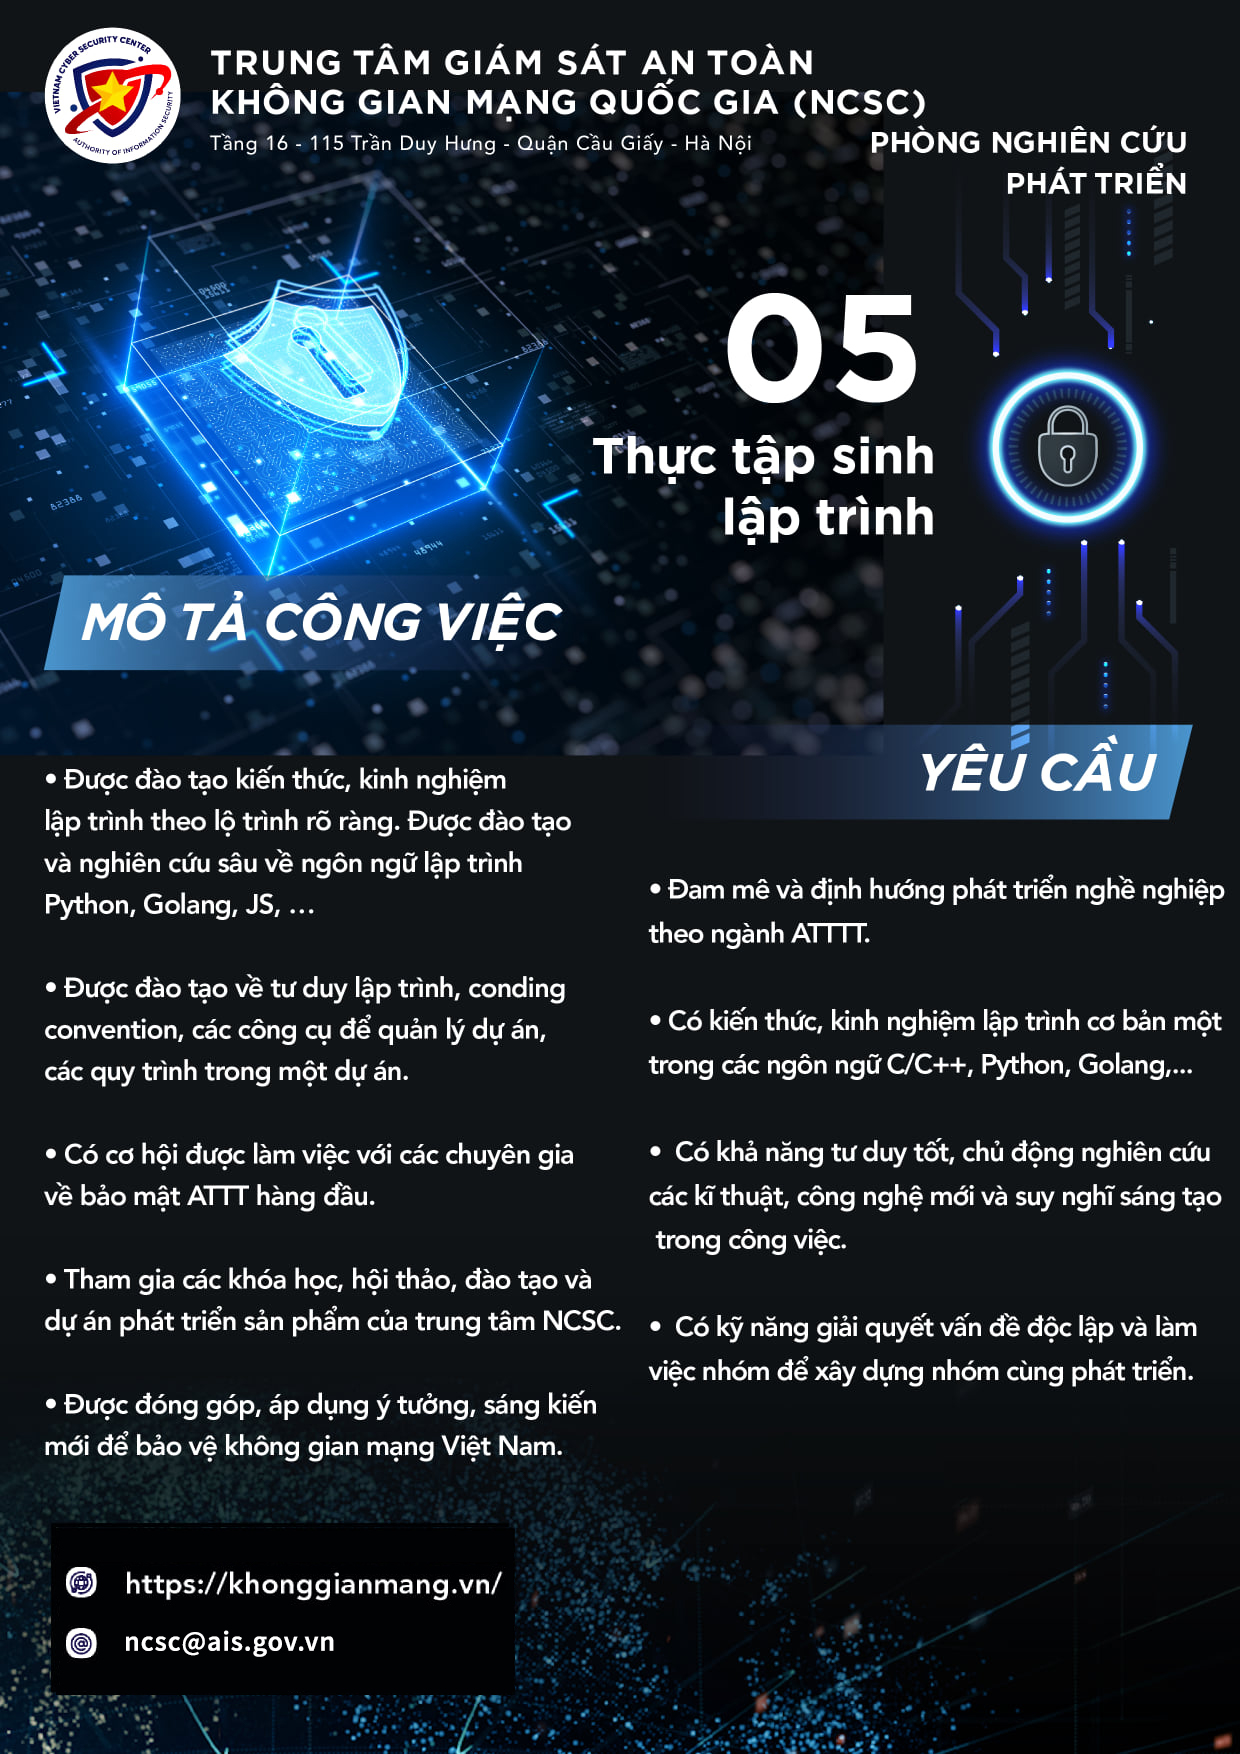 VIETNAM CYBER SECURITY CENTER
AUTHORITY OF INFORMATION SECURITY
TRUNG TÂM GIÁM SÁT AN TOÀN
KHÔNG GIAN MẠNG QUỐC GIA (NCSC)
Tầng 16 - 115 Trần Duy Hưng - Quận Cầu Giấy - Hà Nội
PHÒNG NGHIÊN CỨU
PHÁT TRIỂN
05
Thực tập sinh
lập trình
MÔ TẢ CÔNG VIỆC
• Được đào tạo kiến thức, kinh nghiệm
lập trình theo lộ trình rõ ràng. Được đào tạo
và nghiên cứu sâu về ngôn ngữ lập trình
Python, Golang, JS, ...
• Được đào tạo về tư duy lập trình, conding
convention, các công cụ để quản lý dự án,
các quy trình trong một dự án.
• Có cơ hội được làm việc với các chuyên gia
về bảo mật ATTT hàng đầu.
• Tham gia các khóa học, hội thảo, đào tạo và
dự án phát triển sản phẩm của trung tâm NCSC.
• Được đóng góp, áp dụng ý tưởng, sáng kiến
mới để bảo vệ không gian mạng Việt Nam.
YÊU CẦU
• Đam mê và định hướng phát triển nghề nghiệp
theo ngành ATTTT.
• Có kiến thức, kinh nghiệm lập trình cơ bản một
trong các ngôn ngữ C/C++, Python, Golang,...
• Có khả năng tư duy tốt, chủ động nghiên cứu
các kĩ thuật, công nghệ mới và suy nghĩ sáng tạo
trong công việc.
• Có kỹ năng giải quyết vấn đề độc lập và làm
việc nhóm để xây dựng nhóm cùng phát triển.
https://khonggianmang.vn/
ncsc@ais.gov.vn